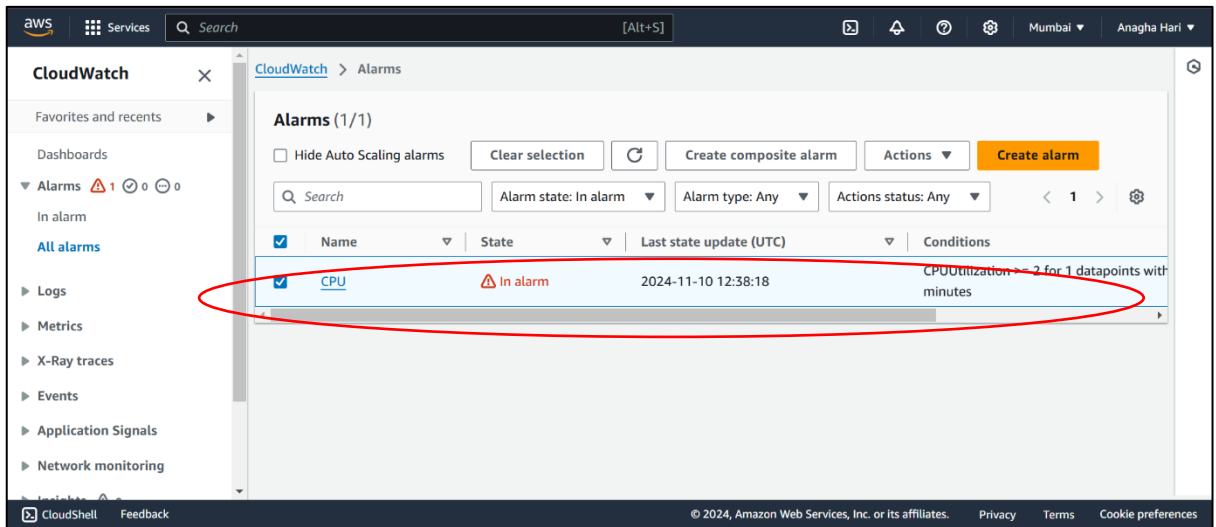 aws Services Search [Alt+S] Mumbai Anagha Hari
CloudWatch
Favorites and recents
Dashboards
Alarms 1 0 0
In alarm
All alarms
Logs
Metrics
X-Ray traces
Events
Application Signals
Network monitoring
CloudWatch > Alarms
Alarms (1/1)
Hide Auto Scaling alarms Clear selection Create composite alarm Actions Create alarm
Search Alarm state: In alarm Alarm type: Any Actions status: Any < 1 >
Name State Last state update (UTC) Conditions
CPU In alarm 2024-11-10 12:38:18 CPUUtilization >= 2 for 1 datapoints with
minutes
CloudShell Feedback © 2024, Amazon Web Services, Inc. or its affiliates. Privacy Terms Cookie preferences